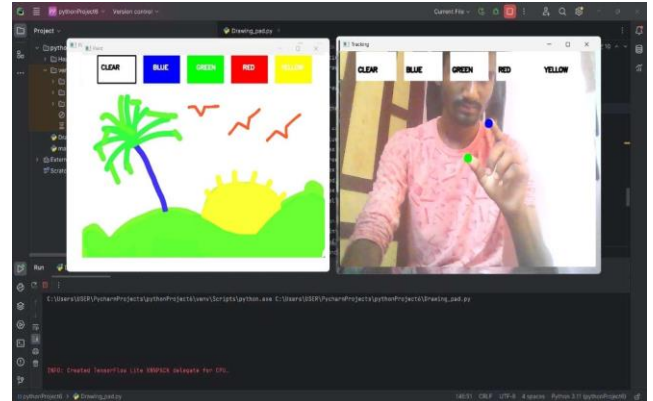 pythonProject6 Version control Current File
Project
Drawing_pad.py
Paint
Tracking
CLEAR BLUE GREEN RED YELLOW
CLEAR BLUE GREEN RED YELLOW
Run
C:\Users\USER\PycharmProjects\pythonProject6\venv\Scripts\python.exe C:\Users\USER\PycharmProjects\pythonProject6\Drawing_pad.py
INFO: Created TensorFlow Lite XNNPACK delegate for CPU.
pythonProject6 > Drawing_pad.py 146:51 CRLF UTF-8 4 spaces Python 3.11 (pythonProject6)